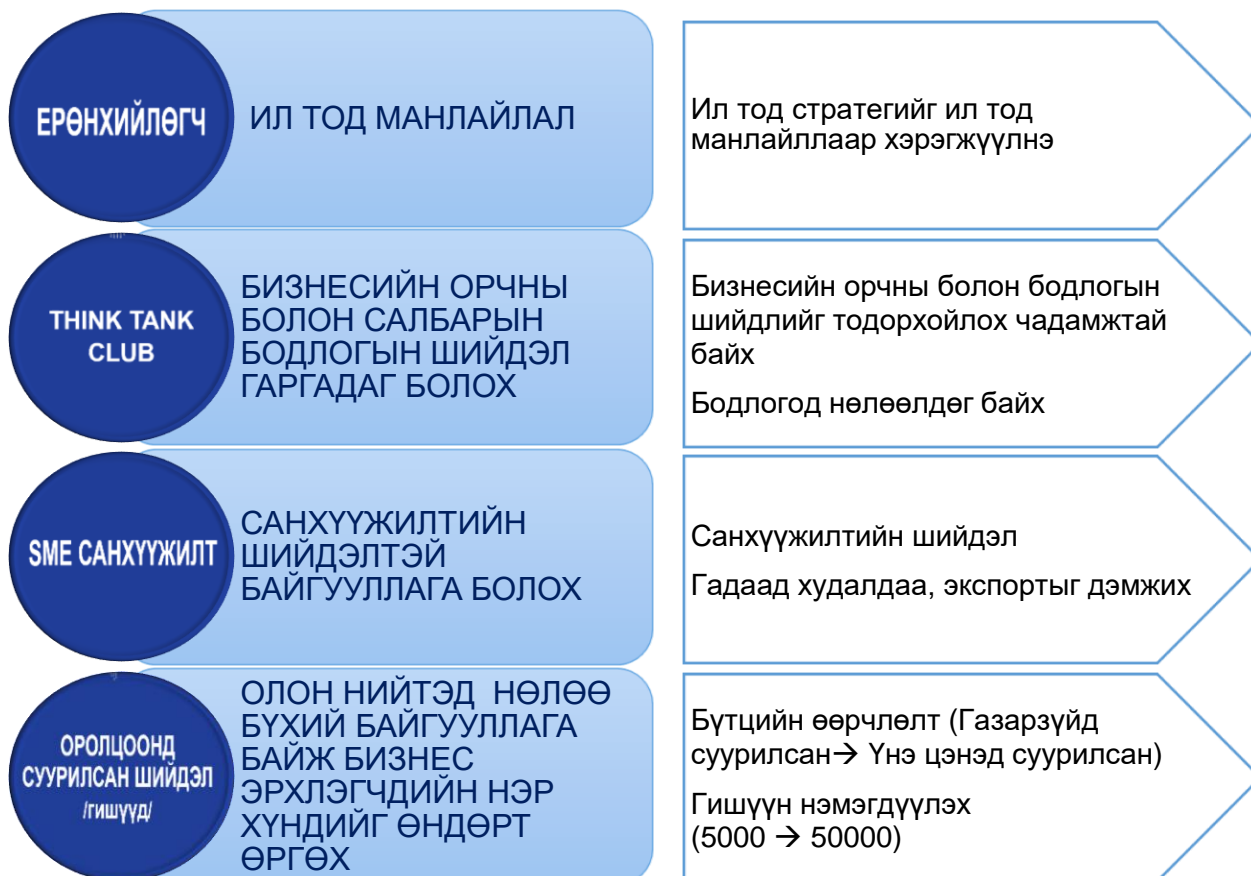 ЕРӨНХИЙЛӨГЧ
ИЛ ТОД МАНЛАЙЛАЛ
Ил тод стратегийг ил тод
манлайллаар хэрэгжүүлнэ
THINK TANK
CLUB
БИЗНЕСИЙН ОРЧНЫ
БОЛОН САЛБАРЫН
БОДЛОГЫН ШИЙДЭЛ
ГАРГАДАГ БОЛОХ
Бизнесийн орчны болон бодлогын
шийдлийг тодорхойлох чадамжтай
байх
Бодлогод нөлөөлдөг байх
SME САНХҮҮЖИЛТ
САНХҮҮЖИЛТИЙН
ШИЙДЭЛТЭЙ
БАЙГУУЛЛАГА БОЛОХ
Санхүүжилтийн шийдэл
Гадаад худалдаа, экспортыг дэмжих
ОРОЛЦООНД
СУУРИЛСАН ШИЙДЭЛ
/гишүүд/
ОЛОН НИЙТЭД НӨЛӨӨ
БҮХИЙ БАЙГУУЛЛАГА
БАЙЖ БИЗНЕС
ЭРХЛЭГЧДИЙН НЭР
ХҮНДИЙГ ӨНДӨРТ
ӨРГӨХ
Бүтцийн өөрчлөлт (Газарзүйд
суурилсан→ Үнэ цэнэд суурилсан)
Гишүүн нэмэгдүүлэх
(5000 → 50000)